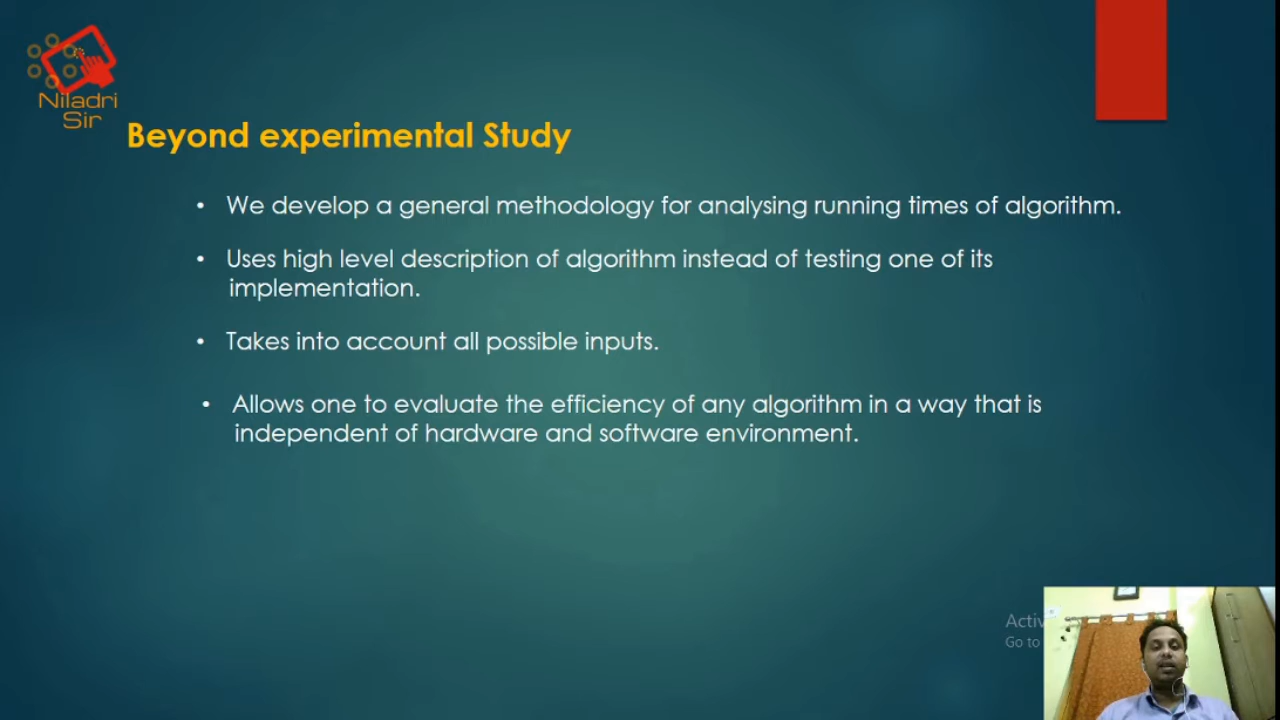 Niladri
Sir
Beyond experimental Study
• We develop a general methodology for analysing running times of algorithm.
• Uses high level description of algorithm instead of testing one of its
implementation.
• Takes into account all possible inputs.
• Allows one to evaluate the efficiency of any algorithm in a way that is
independent of hardware and software environment.
Go to